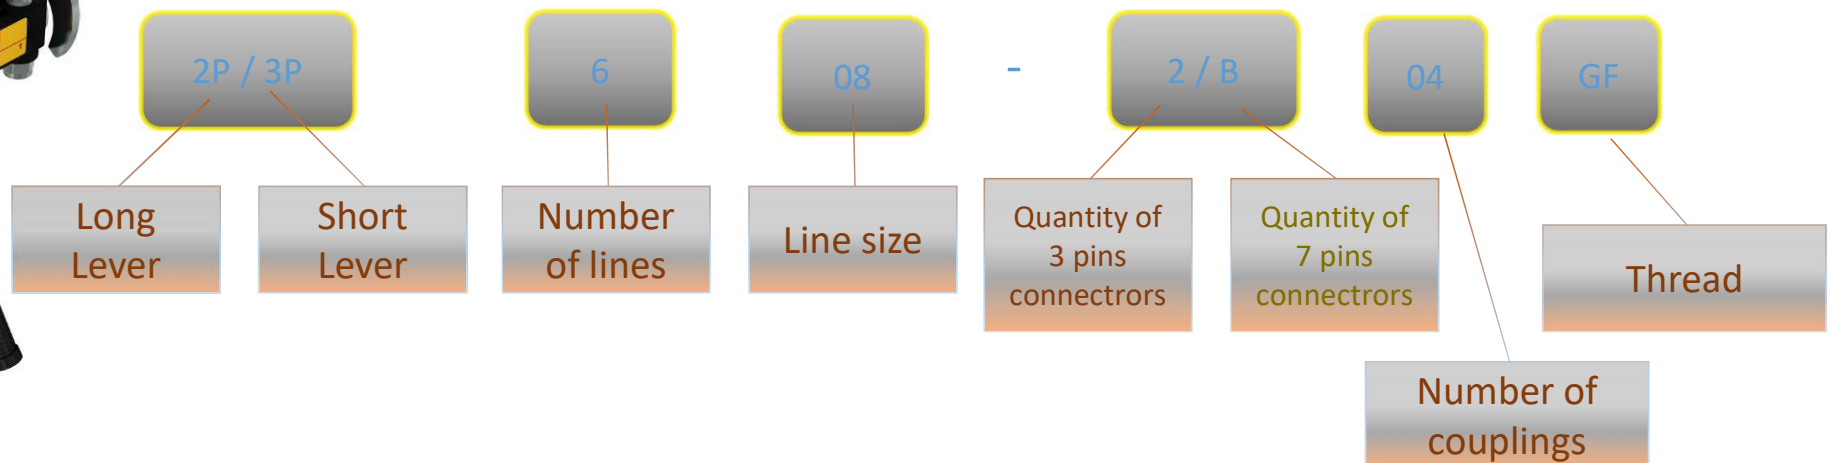 2P / 3P
6
08
-
2 / B
04
GF
Long
Lever
Short
Lever
Number
of lines
Line size
Quantity of
3 pins
connectrors
Quantity of
7 pins
connectrors
Thread
Number of
couplings